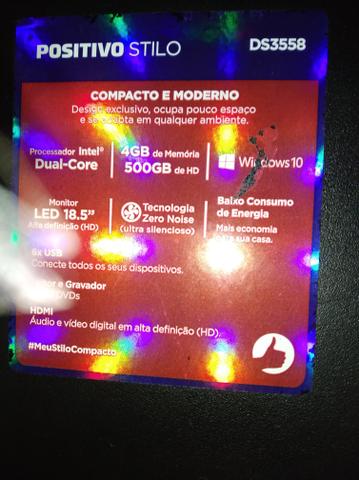 POSITIVO STILO
DS3558
COMPACTO E MODERNO
Design exclusivo, ocupa pouco espaço
e se adapta em qualquer ambiente.
Processador Intel®
Dual-Core
4GB de Memória
500GB de HD
Windows 10
Monitor
LED 18.5"
Alta definição (HD)
Tecnologia
Zero Noise
(ultra silencioso)
Baixo Consumo
de Energia
Mais economia
para sua casa.
6x USB
Conecte todos os seus dispositivos.
e Gravador
DVDs
HDMI
Áudio e vídeo digital em alta definição (HD).
#MeuStiloCompacto